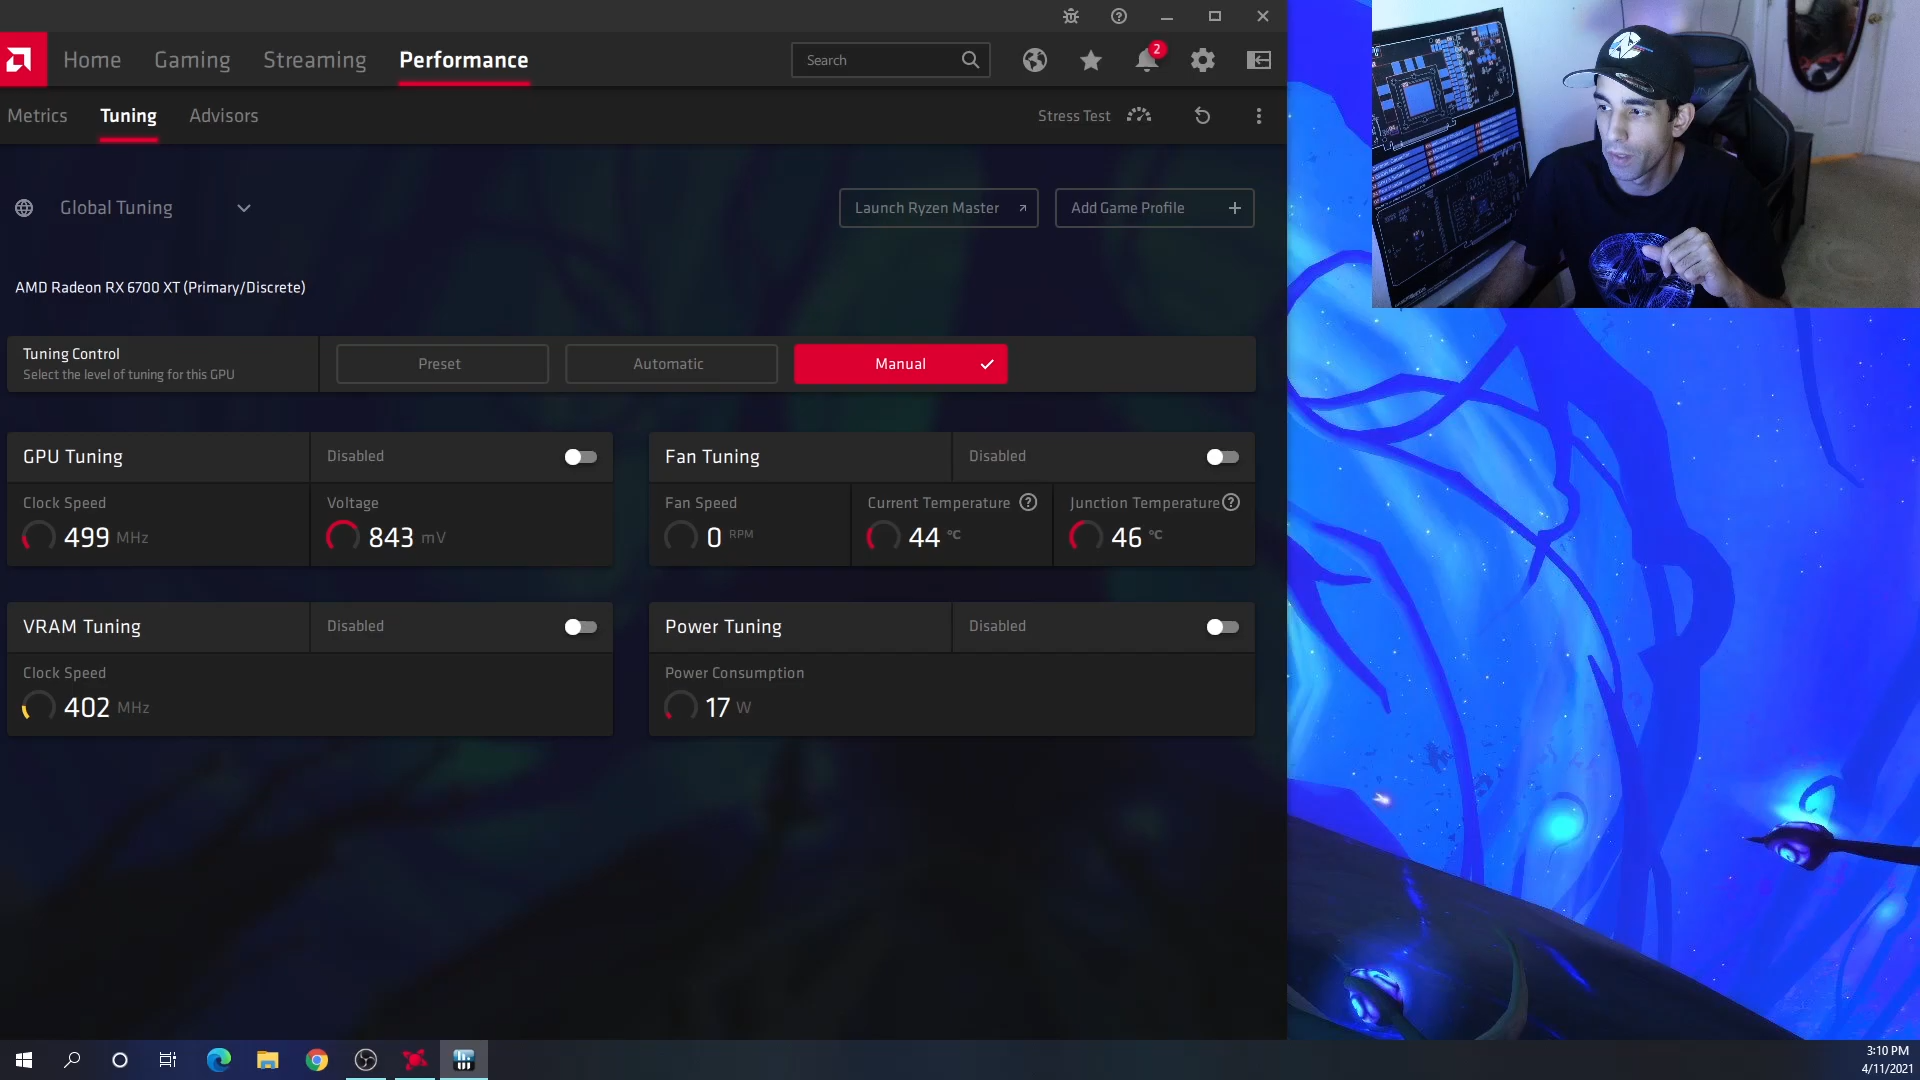 Home Gaming Streaming Performance Search 2
Metrics Tuning Advisors Stress Test
Global Tuning Launch Ryzen Master Add Game Profile
AMD Radeon RX 6700 XT (Primary/Discrete)
Tuning Control
Select the level of tuning for this GPU
Preset Automatic Manual
GPU Tuning Disabled
Clock Speed Voltage
499 MHz 843 mV
Fan Tuning Disabled
Fan Speed Current Temperature Junction Temperature
0 RPM 44 °C 46 °C
VRAM Tuning Disabled
Clock Speed
402 MHz
Power Tuning Disabled
Power Consumption
17 W
3:10 PM
4/11/2021